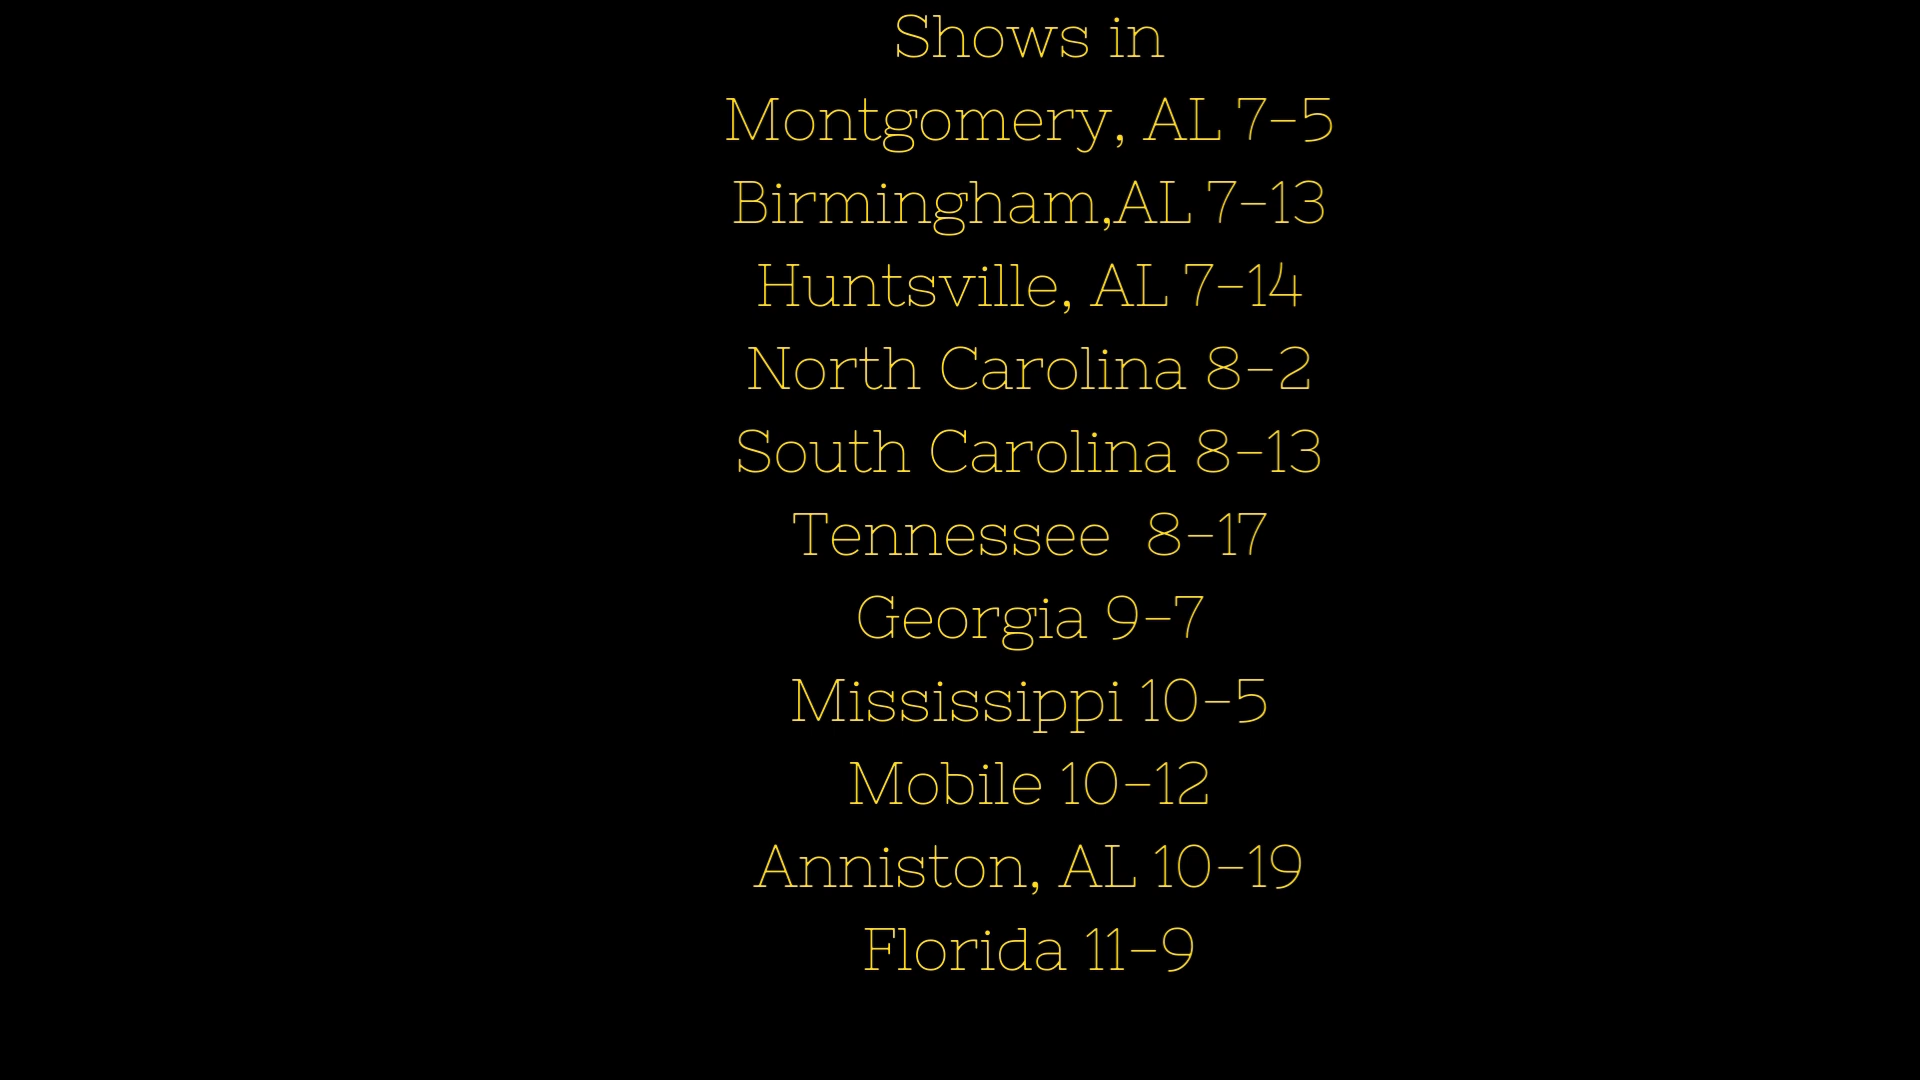 Shows in
Montgomery, AL 7-5
Birmingham,AL 7-13
Huntsville, AL 7-14
North Carolina 8-2
South Carolina 8-13
Tennessee  8-17
Georgia 9-7
Mississippi 10-5
Mobile 10-12
Anniston, AL 10-19
Florida 11-9